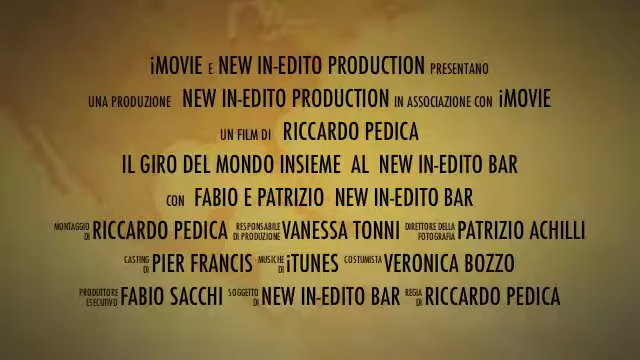 iMOVIE E NEW IN-EDITO PRODUCTION PRESENTANO
UNA PRODUZIONE NEW IN-EDITO PRODUCTION IN ASSOCIAZIONE CON iMOVIE
UN FILM DI RICCARDO PEDICA
IL GIRO DEL MONDO INSIEME AL NEW IN-EDITO BAR
CON FABIO E PATRIZIO NEW IN-EDITO BAR
MONTAGGIO DI RICCARDO PEDICA RESPONSABILE DI PRODUZIONE VANESSA TONNI DIRETTORE DELLA FOTOGRAFIA PATRIZIO ACHILLI
CASTING DI PIER FRANCIS MUSICHE DI iTUNES COSTUMISTA VERONICA BOZZO
PRODUTTORE ESECUTIVO FABIO SACCHI SOGGETTO DI NEW IN-EDITO BAR REGIA DI RICCARDO PEDICA